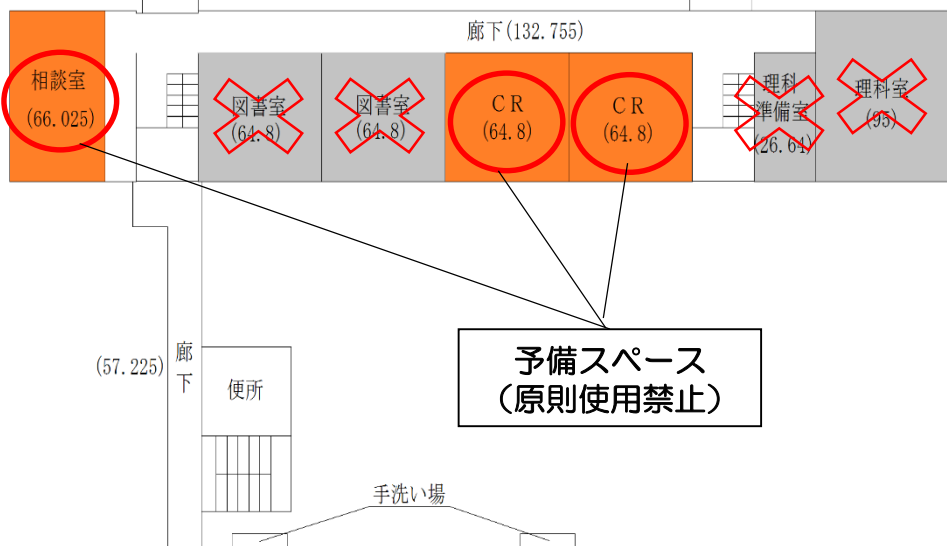 廊下(132.755)
相談室
(66.025)
図書室
(64.8)
図書室
(64.8)
CR
(64.8)
CR
(64.8)
理科
準備室
(26.64)
理科室
(95)
予備スペース
(原則使用禁止)
(57.225)
廊下
便所
手洗い場